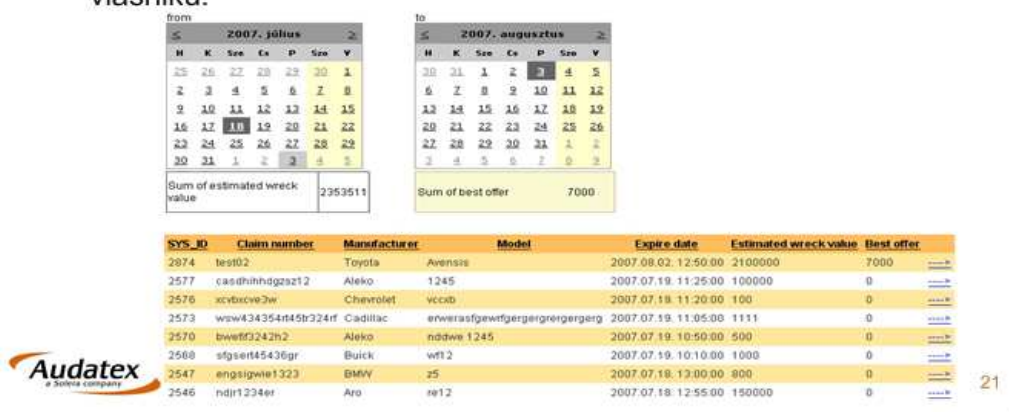 vlasniku.
from
≤ 2007. július ≥
H K Sze Cs P Szo V
25 26 27 28 29 30 1
2 3 4 5 6 7 8
9 10 11 12 13 14 15
16 17 18 19 20 21 22
23 24 25 26 27 28 29
30 31 1 2 3 4 5
Sum of estimated wreck value 2353511
to
≤ 2007. augusztus ≥
H K Sze Cs P Szo V
30 31 1 2 3 4 5
6 7 8 9 10 11 12
13 14 15 16 17 18 19
20 21 22 23 24 25 26
27 28 29 30 31 1 2
3 4 5 6 7 8 9
Sum of best offer 7000
SYS_ID Claim number Manufacturer Model Expire date Estimated wreck value Best offer
2874 test02 Toyota Avensis 2007.08.02. 12:50:00 2100000 7000 ---->
2577 casdhihhdgzsz12 Aleko 1245 2007.07.19. 11:25:00 100000 0 ---->
2576 xcvbxcve3w Chevrolet vccxb 2007.07.19. 11:20:00 100 0 ---->
2573 Cadillac 2007.07.19. 11:05:00 1111 0 ---->
2570 Aleko nddwe 1245 2007.07.19. 10:50:00 500 0 ---->
2568 sfgsert45436gr Buick wf12 2007.07.19. 10:10:00 1000 0 ---->
2547 engsigwie1323 BMW z5 2007.07.18. 13:00:00 800 0 ---->
2546 ndjr1234er Aro re12 2007.07.18. 12:55:00 150000 0 ---->
Audatex
a Solera company
21